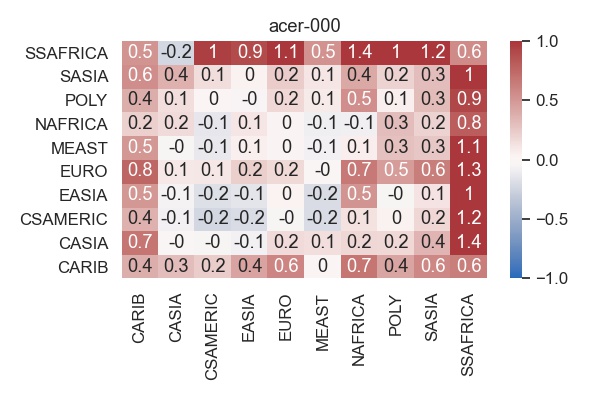 acer-000
SSAFRICA 0.5 -0.2 1 0.9 1.1 0.5 1.4 1 1.2 0.6 1.0
SASIA 0.6 0.4 0.1 0 0.2 0.1 0.4 0.2 0.3 1
POLY 0.4 0.1 0 -0 0.2 0.1 0.5 0.1 0.3 0.9 0.5
NAFRICA 0.2 0.2 -0.1 0.1 0 -0.1 -0.1 0.3 0.2 0.8
MEAST 0.5 -0 -0.1 0.1 0 -0.1 0.1 0.3 0.3 1.1 0.0
EURO 0.8 0.1 0.1 0.2 0.2 -0 0.7 0.5 0.6 1.3
EASIA 0.5 -0.1 -0.2 -0.1 0 -0.2 0.5 -0 0.1 1
CSAMERIC 0.4 -0.1 -0.2 -0.2 -0 -0.2 0.1 0 0.2 1.2 −0.5
CASIA 0.7 -0 -0 -0.1 0.2 0.1 0.2 0.2 0.4 1.4
CARIB 0.4 0.3 0.2 0.4 0.6 0 0.7 0.4 0.6 0.6 −1.0
CARIB CASIA CSAMERIC EASIA EURO MEAST NAFRICA POLY SASIA SSAFRICA